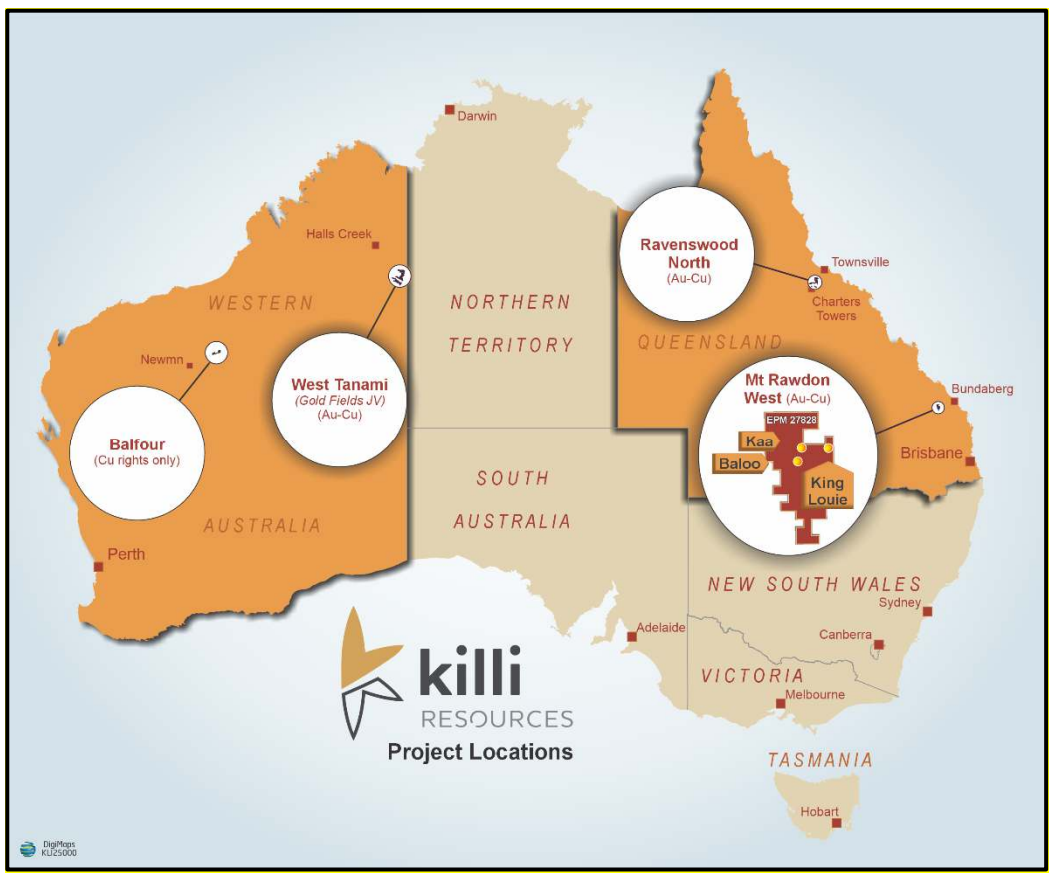 Darwin
Halls Creek
WESTERN
AUSTRALIA
Newmn
Perth
Balfour
(Cu rights only)
West Tanami
(Gold Fields JV)
(Au-Cu)
NORTHERN
TERRITORY
SOUTH
AUSTRALIA
Adelaide
Ravenswood
North
(Au-Cu)
Townsville
Charters
Towers
QUEENSLAND
Mt Rawdon
West (Au-Cu)
EPM 27828
Kaa
Baloo
King
Louie
Bundaberg
Brisbane
NEW SOUTH WALES
Sydney
Canberra
VICTORIA
Melbourne
TASMANIA
Hobart
killi
RESOURCES
Project Locations
DigiMaps
KLI25000